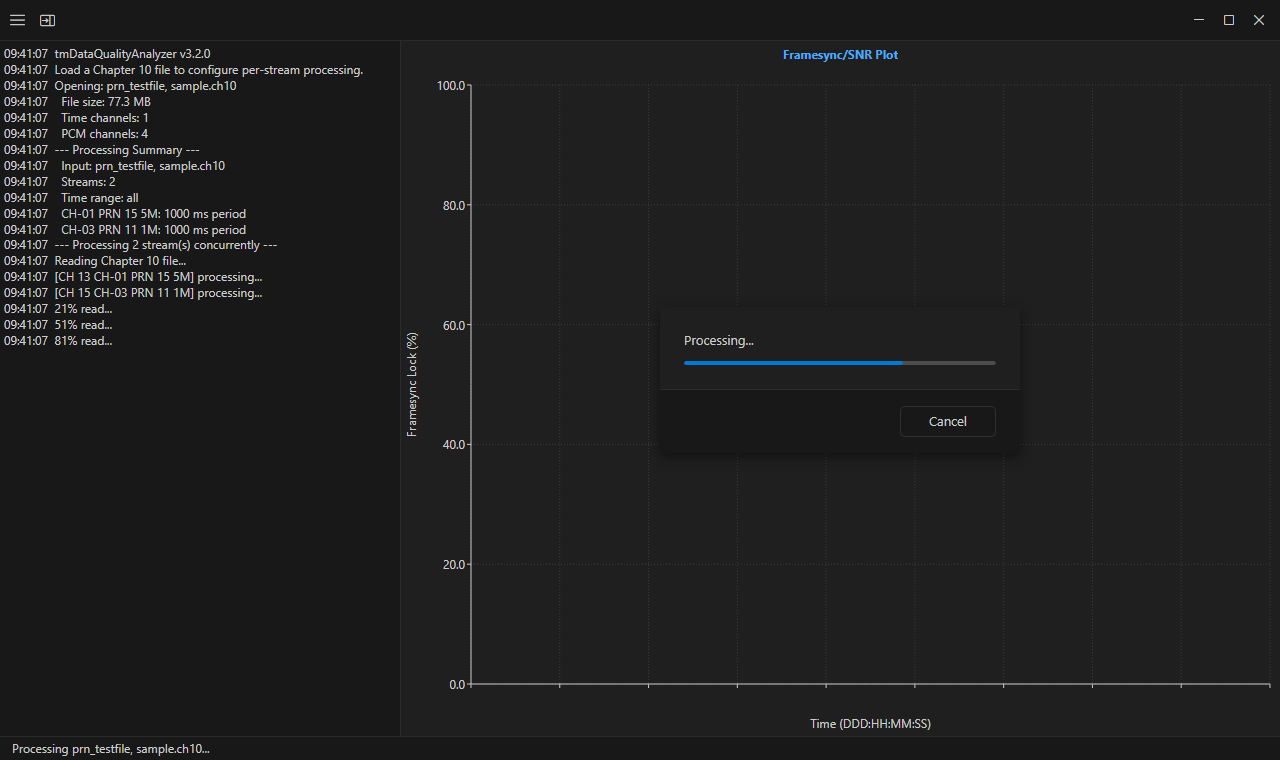 09:41:07 tmDataQualityAnalyzer v3.2.0
09:41:07 Load a Chapter 10 file to configure per-stream processing.
09:41:07 Opening: prn_testfile, sample.ch10
09:41:07 File size: 77.3 MB
09:41:07 Time channels: 1
09:41:07 PCM channels: 4
09:41:07 --- Processing Summary ---
09:41:07 Input: prn_testfile, sample.ch10
09:41:07 Streams: 2
09:41:07 Time range: all
09:41:07 CH-01 PRN 15 5M: 1000 ms period
09:41:07 CH-03 PRN 11 1M: 1000 ms period
09:41:07 --- Processing 2 stream(s) concurrently ---
09:41:07 Reading Chapter 10 file...
09:41:07 [CH 13 CH-01 PRN 15 5M] processing...
09:41:07 [CH 15 CH-03 PRN 11 1M] processing...
09:41:07 21% read...
09:41:07 51% read...
09:41:07 81% read...
Framesync/SNR Plot
100.0
80.0
60.0
40.0
20.0
0.0
Framesync Lock (%)
Time (DDD:HH:MM:SS)
Processing...
Cancel
Processing prn_testfile, sample.ch10...